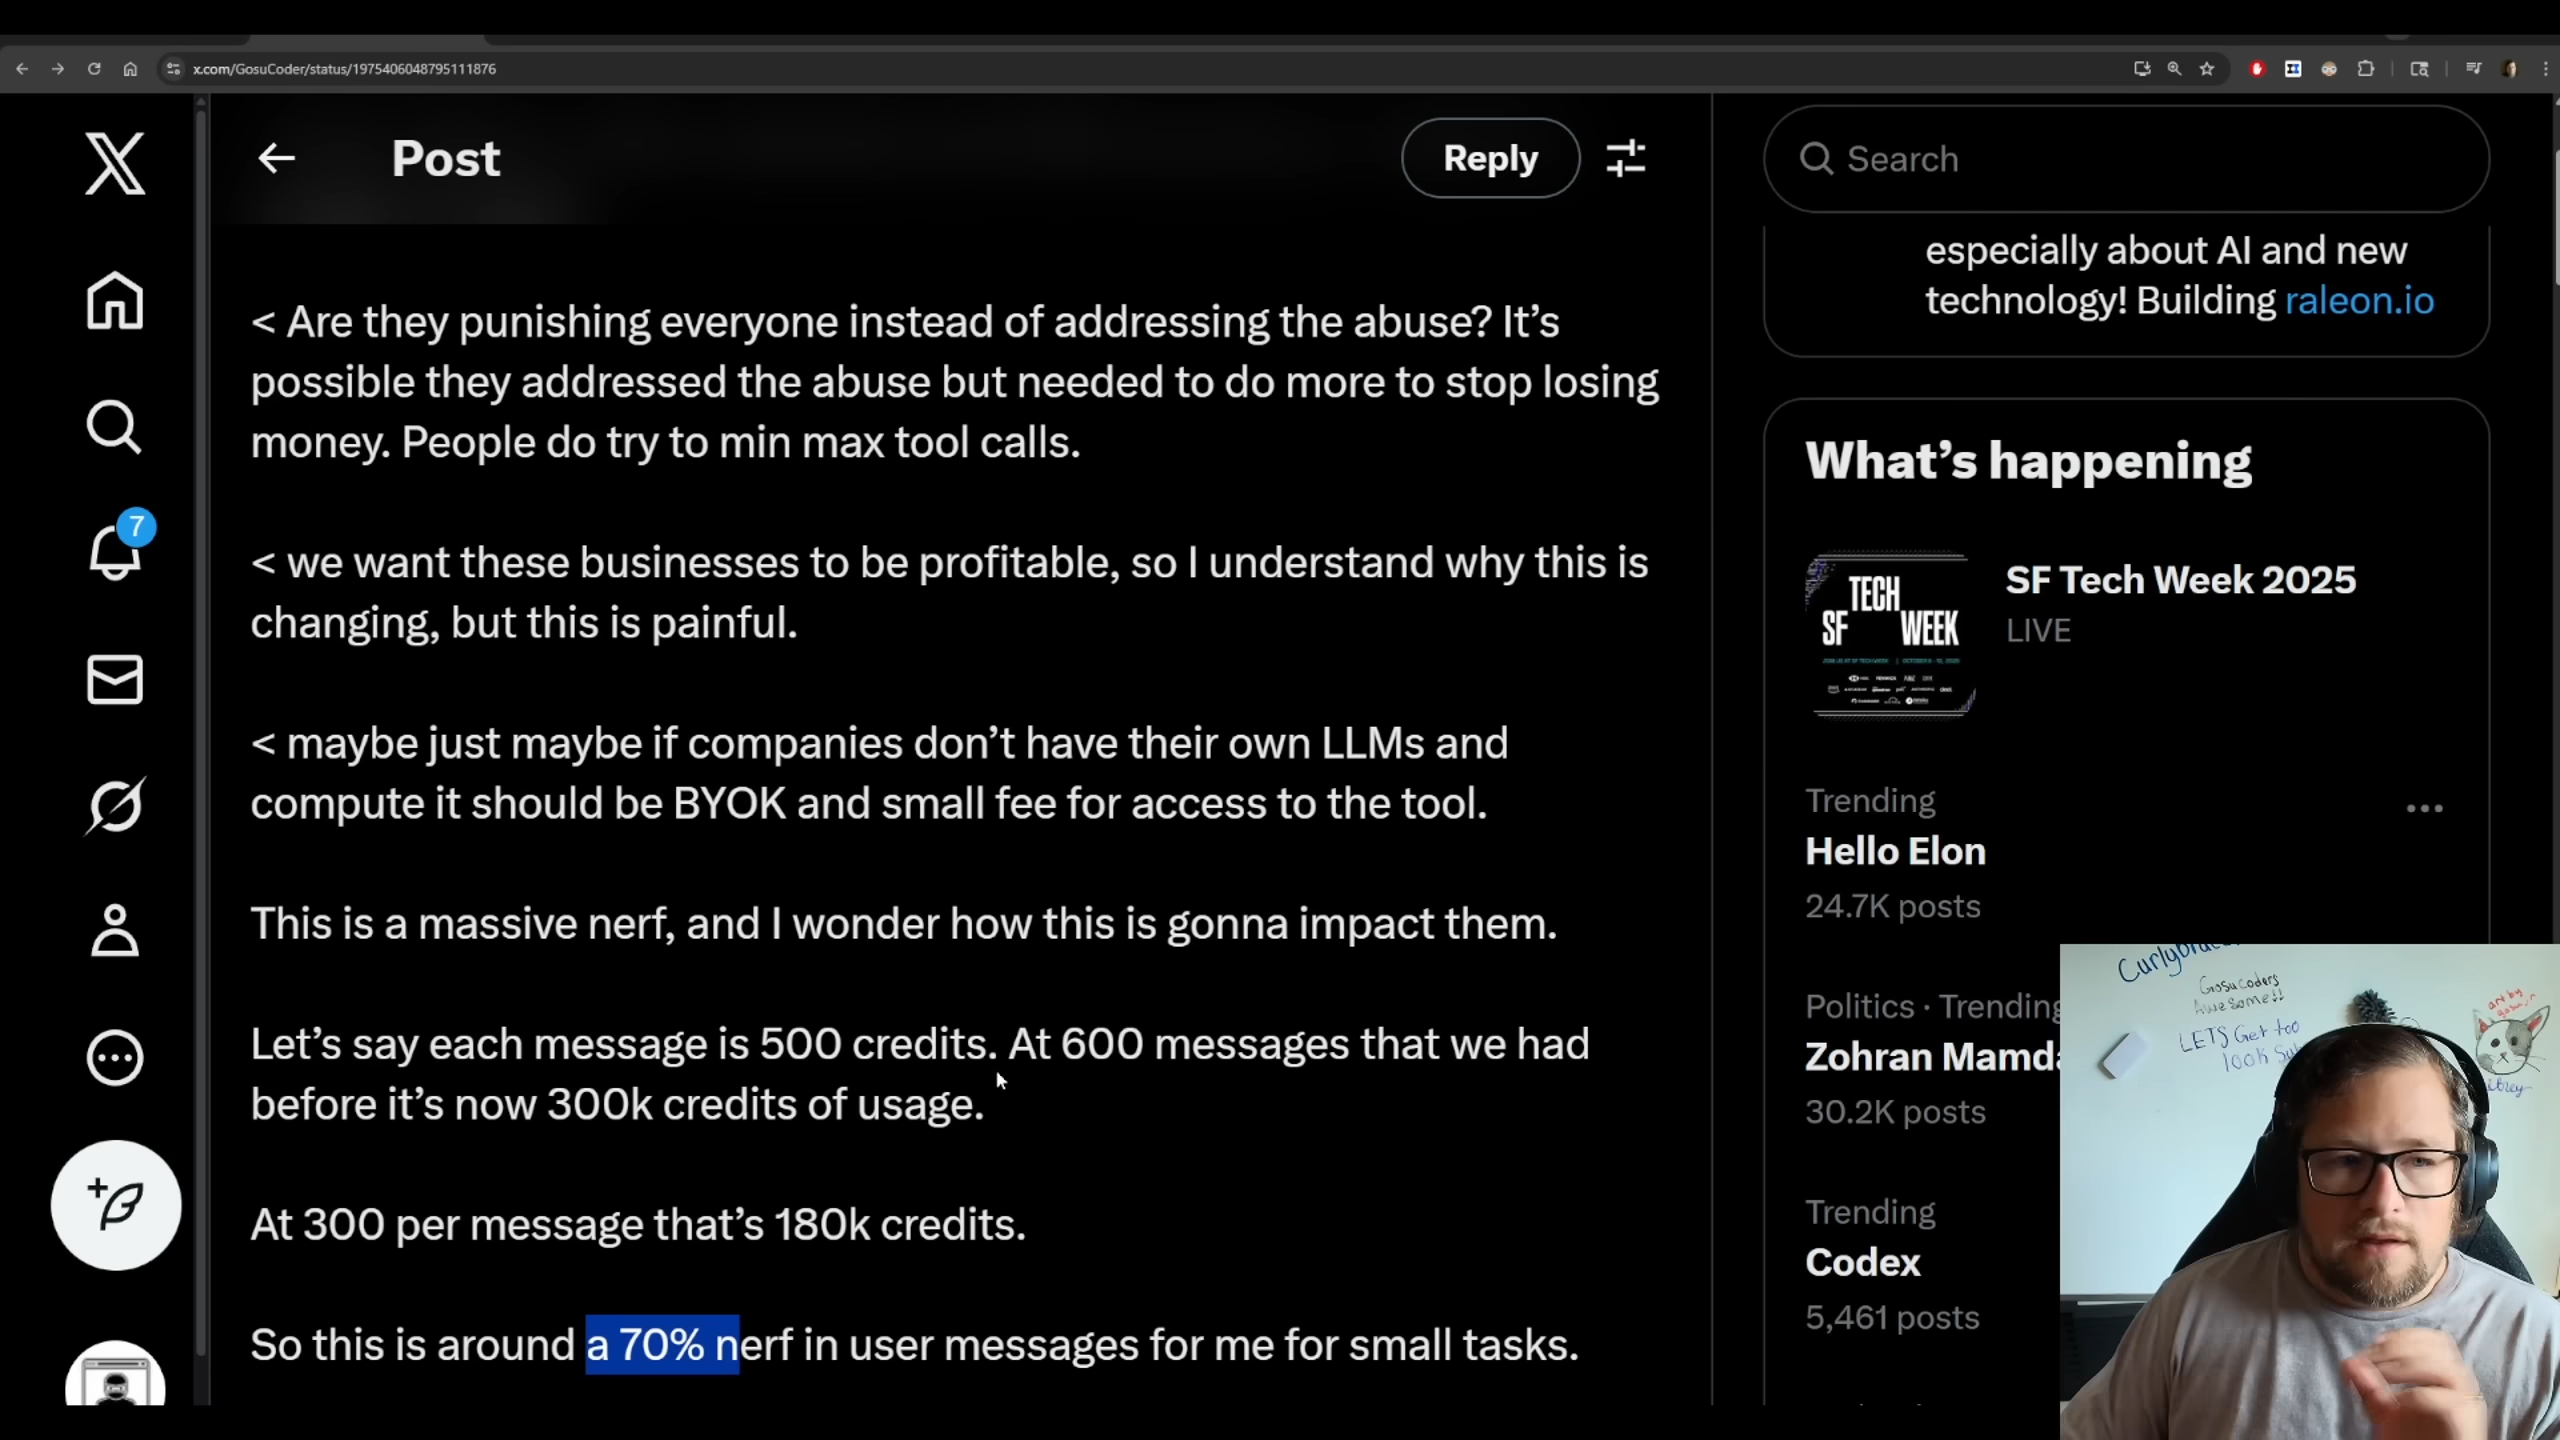 x.com/GosuCoder/status/1975406048795111876
Post
Reply
< Are they punishing everyone instead of addressing the abuse? It’s
possible they addressed the abuse but needed to do more to stop losing
money. People do try to min max tool calls.
< we want these businesses to be profitable, so I understand why this is
changing, but this is painful.
< maybe just maybe if companies don’t have their own LLMs and
compute it should be BYOK and small fee for access to the tool.
This is a massive nerf, and I wonder how this is gonna impact them.
Let’s say each message is 500 credits. At 600 messages that we had
before it’s now 300k credits of usage.
At 300 per message that’s 180k credits.
So this is around a 70% nerf in user messages for me for small tasks.
7
Search
especially about AI and new
technology! Building raleon.io
What’s happening
TECH
SF WEEK
SF Tech Week 2025
LIVE
Trending
Hello Elon
24.7K posts
Politics · Trending
Zohran Mamda
30.2K posts
Trending
Codex
5,461 posts
Gosucoders
Awesome!!
LETS Get too
100k
art by